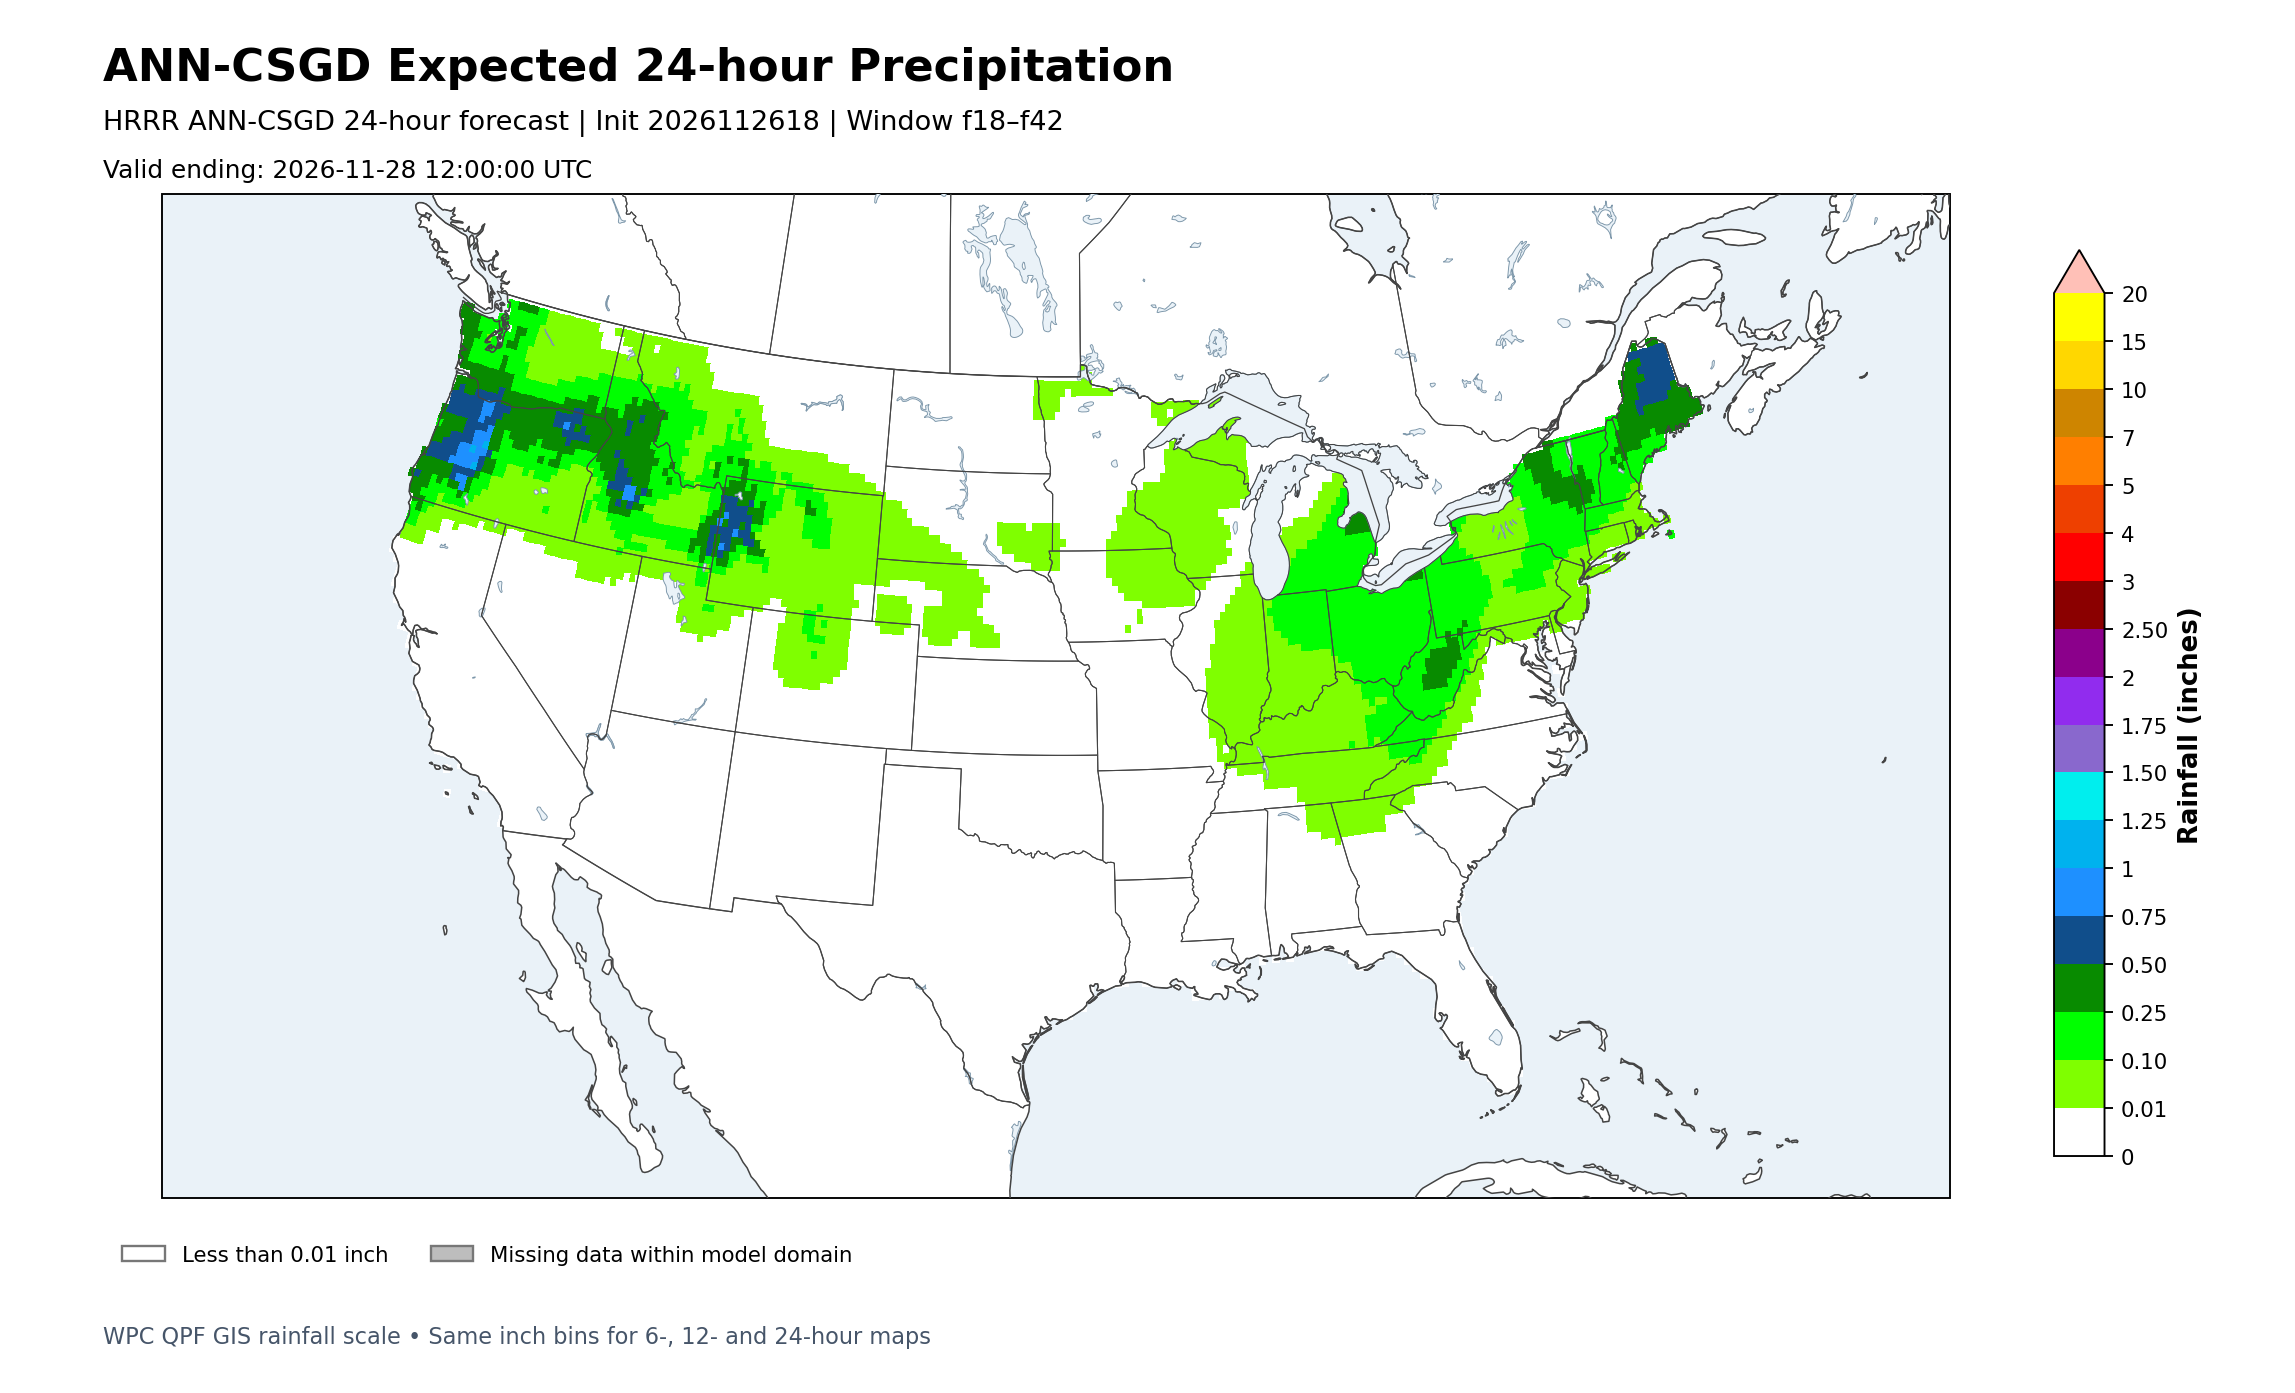 ANN-CSGD Expected 24-hour Precipitation
HRRR ANN-CSGD 24-hour forecast | Init 2026112618 | Window f18–f42
Valid ending: 2026-11-28 12:00:00 UTC
20
15
10
7
5
4
3
2.50
2
1.75
1.50
1.25
1
0.75
0.50
0.25
0.10
0.01
0
Rainfall (inches)
Less than 0.01 inch
Missing data within model domain
WPC QPF GIS rainfall scale • Same inch bins for 6-, 12- and 24-hour maps